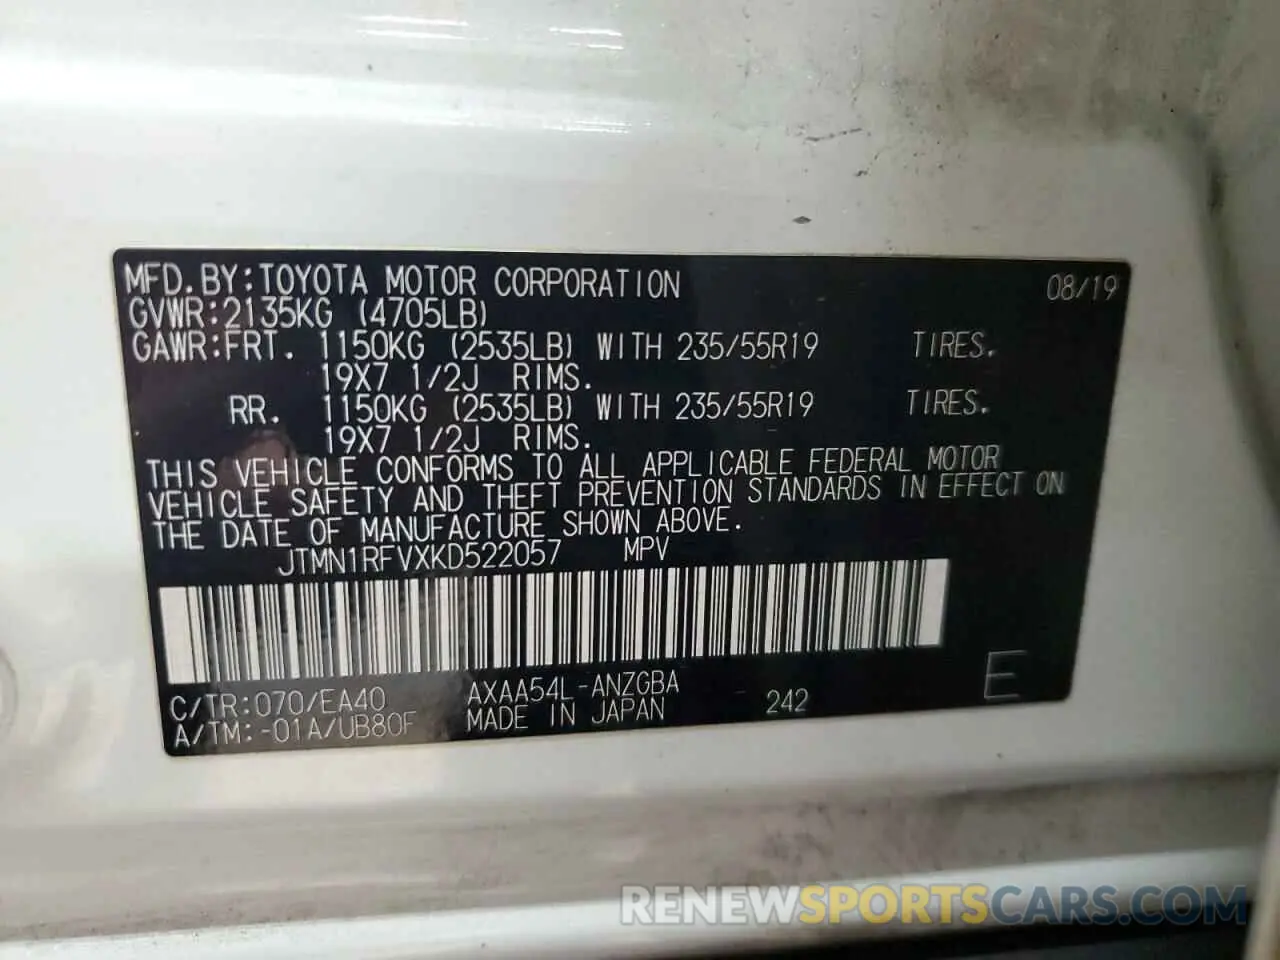 MFD.BY:TOYOTA MOTOR CORPORATION 08/19
GVWR:2135KG (4705LB)
GAWR:FRT. 1150KG (2535LB) WITH 235/55R19 TIRES.
19X7 1/2J RIMS.
RR. 1150KG (2535LB) WITH 235/55R19 TIRES.
19X7 1/2J RIMS.
THIS VEHICLE CONFORMS TO ALL APPLICABLE FEDERAL MOTOR
VEHICLE SAFETY AND THEFT PREVENTION STANDARDS IN EFFECT ON
THE DATE OF MANUFACTURE SHOWN ABOVE.
JTMN1RFVXKD522057 MPV
C/TR:070/EA40 AXAA54L-ANZGBA
A/TM:-01A/UB80F MADE IN JAPAN 242 E
RENEWSPORTSCARS.COM